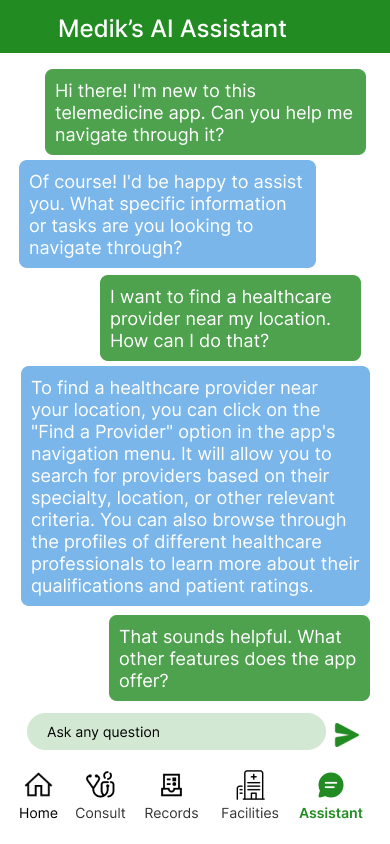 Medik’s AI Assistant
Hi there! I'm new to this
telemedicine app. Can you help me
navigate through it?
Of course! I'd be happy to assist
you. What specific information
or tasks are you looking to
navigate through?
I want to find a healthcare
provider near my location.
How can I do that?
To find a healthcare provider near
your location, you can click on the
"Find a Provider" option in the app's
navigation menu. It will allow you to
search for providers based on their
specialty, location, or other relevant
criteria. You can also browse through
the profiles of different healthcare
professionals to learn more about their
qualifications and patient ratings.
That sounds helpful. What
other features does the app
offer?
Ask any question
Home Consult Records Facilities Assistant